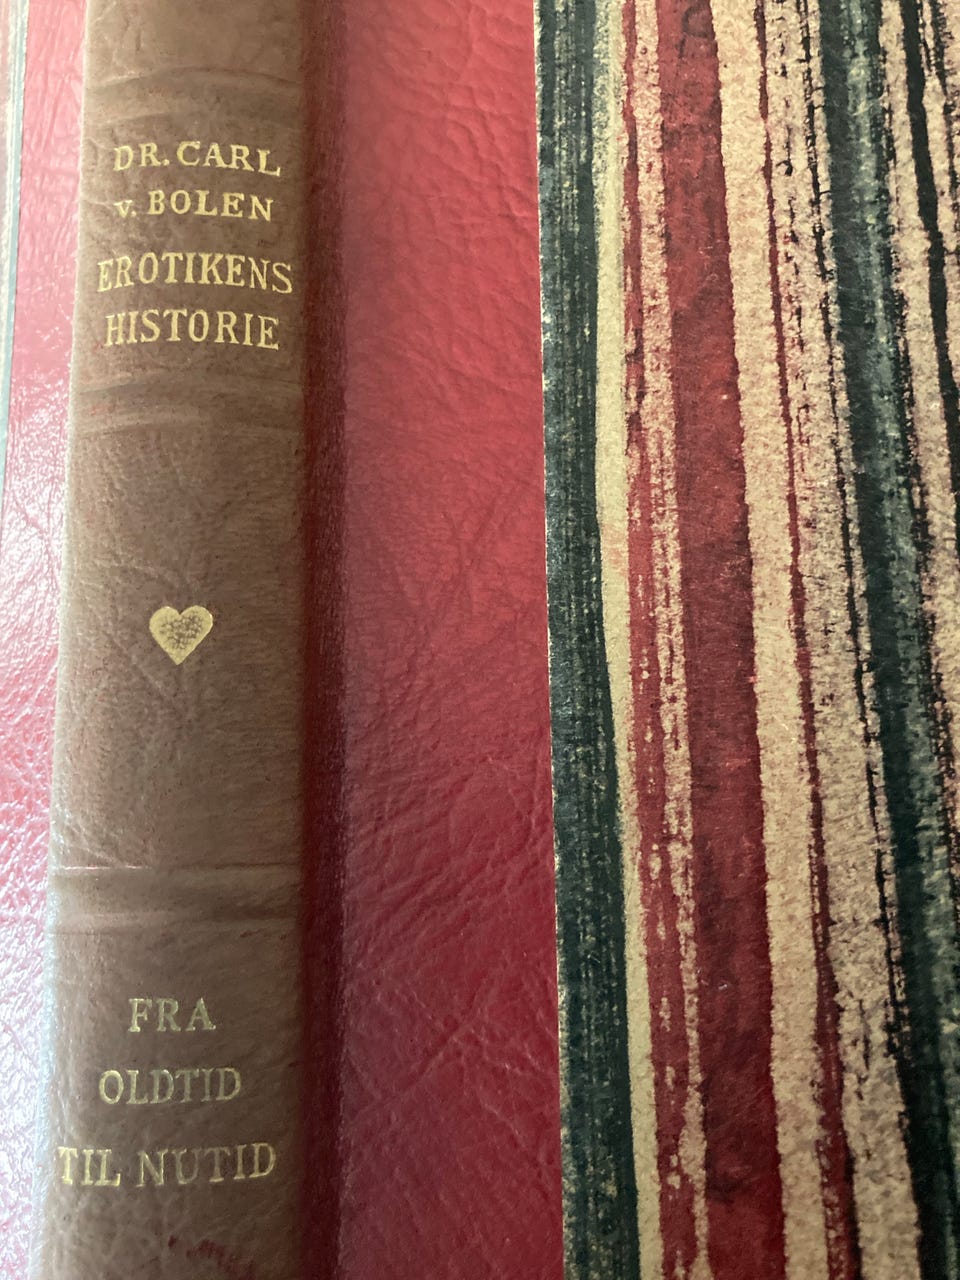 DR. CARL
v. BOLEN
EROTIKENS
HISTORIE
FRA
OLDTID
TIL NUTID